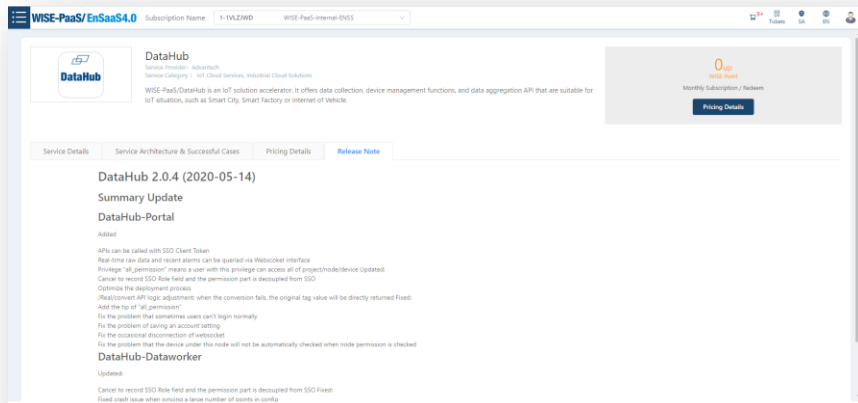 WISE-PaaS/EnSaaS4.0 Subscription Name 1-1VLZJWD WISE-PaaS-Internal-ENSS 9+ Tickets SA EN
DataHub
Service Provider: Advantech
Service Category: IoT Cloud Services, Industrial Cloud Solutions
WISE-PaaS/DataHub is an IoT solution accelerator. It offers data collection, device management functions, and data aggregation API that are suitable for
IoT situation, such as Smart City, Smart Factory or Internet of Vehicle.
DataHub
0up
WISE-Point
Monthly Subscription / Redeem
Pricing Details
Service Details Service Architecture & Successful Cases Pricing Details Release Note
DataHub 2.0.4 (2020-05-14)
Summary Update
DataHub-Portal
Added
APIs can be called with SSO Client Token
Real-time raw data and recent alarms can be queried via Webscoket interface
Privilege "all_permission" means a user with this privilege can access all of project/node/device Updated:
Cancel to record SSO Role field and the permission part is decoupled from SSO
Optimize the deployment process
/Real/convert API logic adjustment: when the conversion fails, the original tag value will be directly returned Fixed:
Add the tip of "all_permission"
Fix the problem that sometimes users can't login normally
Fix the problem of saving an account setting
Fix the occasional disconnection of websocket
Fix the problem that the device under this node will not be automatically checked when node permission is checked
DataHub-Dataworker
Updated:
Cancel to record SSO Role field and the permission part is decoupled from SSO Fixed:
Fixed crash issue when syncing a large number of points in config